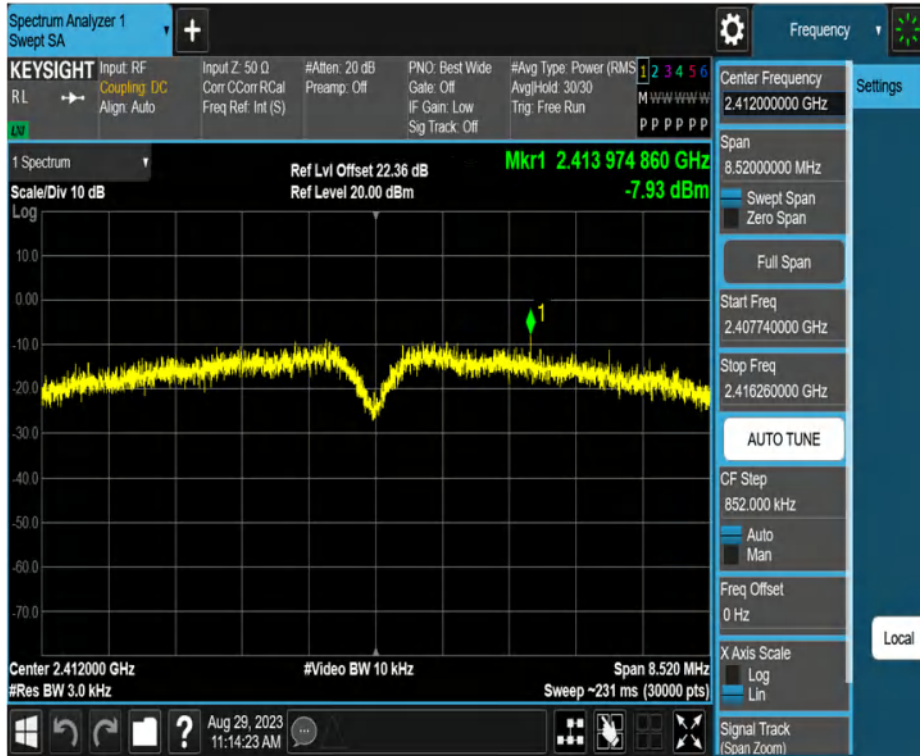 Spectrum Analyzer 1
Swept SA
+
Frequency
KEYSIGHT
RL
LXI
Input: RF
Coupling: DC
Align: Auto
Input Z: 50 Ω
Corr CCorr RCal
Freq Ref: Int (S)
#Atten: 20 dB
Preamp: Off
PNO: Best Wide
Gate: Off
IF Gain: Low
Sig Track: Off
#Avg Type: Power (RMS
Avg|Hold: 30/30
Trig: Free Run
1 2 3 4 5 6
M W W W W W
P P P P P P
1 Spectrum
Scale/Div 10 dB
Ref Lvl Offset 22.36 dB
Ref Level 20.00 dBm
Mkr1 2.413 974 860 GHz
-7.93 dBm
Log
10.0
0.00
-10.0
-20.0
-30.0
-40.0
-50.0
-60.0
-70.0
1
Center 2.412000 GHz
#Res BW 3.0 kHz
#Video BW 10 kHz
Span 8.520 MHz
Sweep ~231 ms (30000 pts)
Center Frequency
2.412000000 GHz
Span
8.52000000 MHz
Swept Span
Zero Span
Full Span
Start Freq
2.407740000 GHz
Stop Freq
2.416260000 GHz
AUTO TUNE
CF Step
852.000 kHz
Auto
Man
Freq Offset
0 Hz
X Axis Scale
Log
Lin
Signal Track
(Span Zoom)
Settings
Local
?
Aug 29, 2023
11:14:23 AM